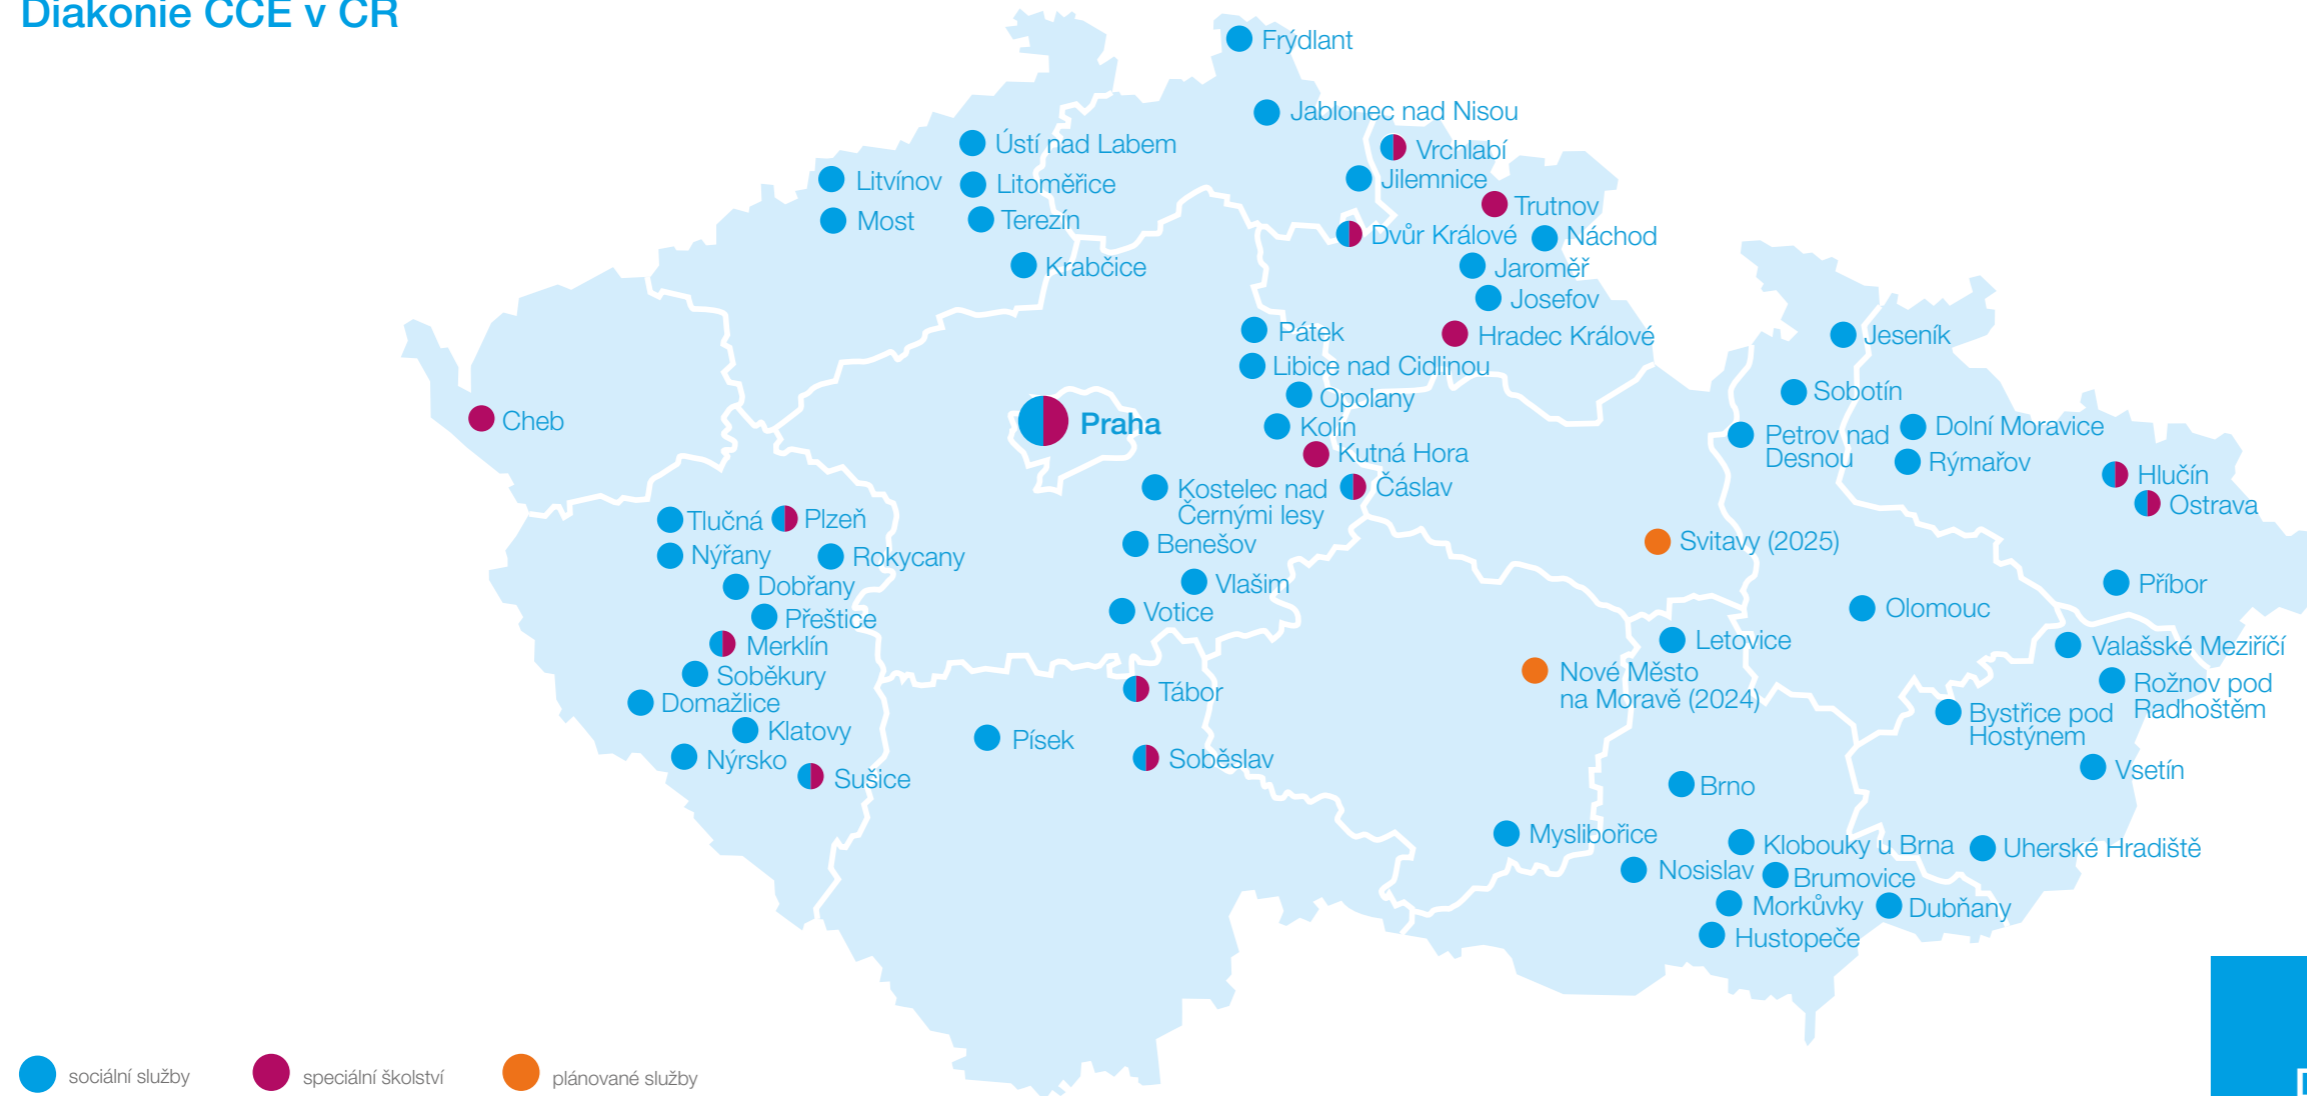 Diakonie ČCE v ČR
Frýdlant
Jablonec nad Nisou
Ústí nad Labem
Vrchlabí
Litvínov
Litoměřice
Jilemnice
Trutnov
Most
Terezín
Dvůr Králové
Náchod
Krabčice
Jaroměř
Josefov
Pátek
Hradec Králové
Jeseník
Libice nad Cidlinou
Sobotín
Opolany
Cheb
Praha
Kolín
Petrov nad
Desnou
Dolní Moravice
Kutná Hora
Rýmařov
Hlučín
Kostelec nad
Černými lesy
Čáslav
Ostrava
Tlučná
Plzeň
Svitavy (2025)
Nýřany
Rokycany
Benešov
Dobřany
Vlašim
Příbor
Přeštice
Votice
Olomouc
Merklín
Letovice
Valašské Meziříčí
Soběkury
Nové Město
na Moravě (2024)
Rožnov pod
Radhoštěm
Domažlice
Tábor
Bystřice pod
Hostýnem
Klatovy
Písek
Nýrsko
Soběslav
Vsetín
Sušice
Brno
Myslibořice
Klobouky u Brna
Uherské Hradiště
Nosislav
Brumovice
Morkůvky
Dubňany
Hustopeče
sociální služby
speciální školství
plánované služby